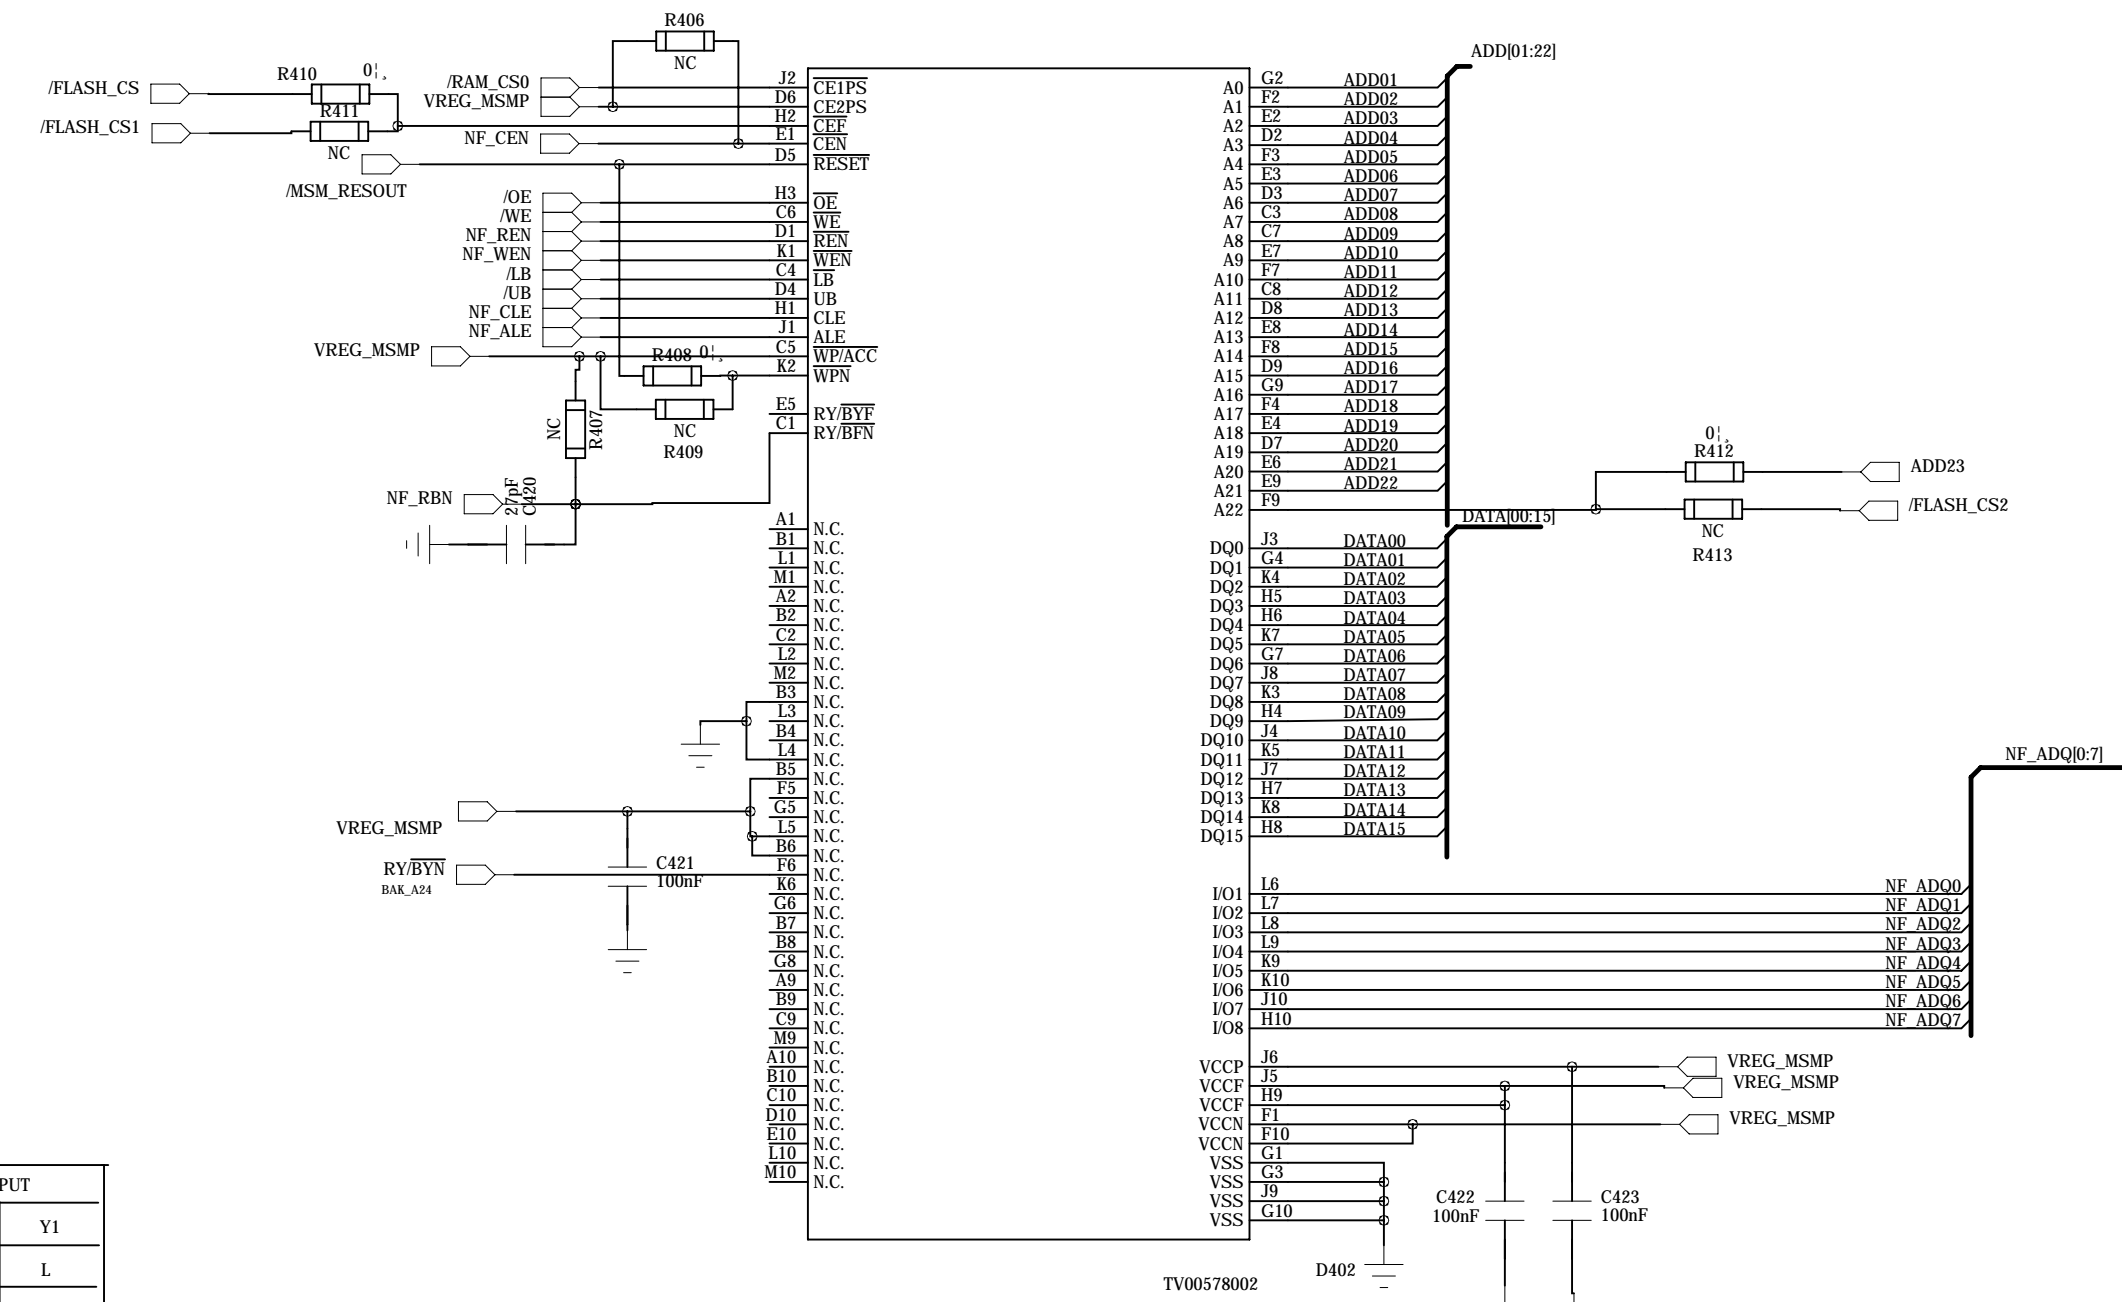 R406
NC
ADD[01:22]
R410 0¦¸
/FLASH_CS
R411
/FLASH_CS1
NC
/RAM_CS0
VREG_MSMP
NF_CEN
/MSM_RESOUT
J2 CE1PS
D6 CE2PS
H2 CEF
E1 CEN
D5 RESET
/OE H3 OE
/WE C6 WE
NF_REN D1 REN
NF_WEN K1 WEN
/LB C4 LB
/UB D4 UB
NF_CLE H1 CLE
NF_ALE J1 ALE
VREG_MSMP C5 WP/ACC
R408 0¦¸ K2 WPN
NC
R407
NC
R409
E5 RY/BYF
C1 RY/BFN
NF_RBN
27pF
C420
A1 N.C.
B1 N.C.
L1 N.C.
M1 N.C.
A2 N.C.
B2 N.C.
C2 N.C.
L2 N.C.
M2 N.C.
B3 N.C.
L3 N.C.
B4 N.C.
L4 N.C.
B5 N.C.
F5 N.C.
G5 N.C.
L5 N.C.
B6 N.C.
F6 N.C.
K6 N.C.
G6 N.C.
B7 N.C.
B8 N.C.
G8 N.C.
A9 N.C.
B9 N.C.
C9 N.C.
M9 N.C.
A10 N.C.
B10 N.C.
C10 N.C.
D10 N.C.
E10 N.C.
L10 N.C.
M10 N.C.
VREG_MSMP
RY/BYN
BAK_A24
C421
100nF
A0 G2 ADD01
A1 F2 ADD02
A2 E2 ADD03
A3 D2 ADD04
A4 F3 ADD05
A5 E3 ADD06
A6 D3 ADD07
A7 C3 ADD08
A8 C7 ADD09
A9 E7 ADD10
A10 F7 ADD11
A11 C8 ADD12
A12 D8 ADD13
A13 E8 ADD14
A14 F8 ADD15
A15 D9 ADD16
A16 G9 ADD17
A17 F4 ADD18
A18 E4 ADD19
A19 D7 ADD20
A20 E6 ADD21
A21 E9 ADD22
A22 F9
0¦¸
R412
ADD23
/FLASH_CS2
NC
R413
DATA[00:15]
DQ0 J3 DATA00
DQ1 G4 DATA01
DQ2 K4 DATA02
DQ3 H5 DATA03
DQ4 H6 DATA04
DQ5 K7 DATA05
DQ6 G7 DATA06
DQ7 J8 DATA07
DQ8 K3 DATA08
DQ9 H4 DATA09
DQ10 J4 DATA10
DQ11 K5 DATA11
DQ12 J7 DATA12
DQ13 H7 DATA13
DQ14 K8 DATA14
DQ15 H8 DATA15
NF_ADQ[0:7]
I/O1 L6 NF_ADQ0
I/O2 L7 NF_ADQ1
I/O3 L8 NF_ADQ2
I/O4 L9 NF_ADQ3
I/O5 K9 NF_ADQ4
I/O6 K10 NF_ADQ5
I/O7 J10 NF_ADQ6
I/O8 H10 NF_ADQ7
VCCP J6 VREG_MSMP
VCCF J5 VREG_MSMP
VCCF H9
VCCN F1 VREG_MSMP
VCCN F10
VSS G1
VSS G3
VSS J9
VSS G10
C422
100nF
C423
100nF
D402
TV00578002
PUT
Y1
L